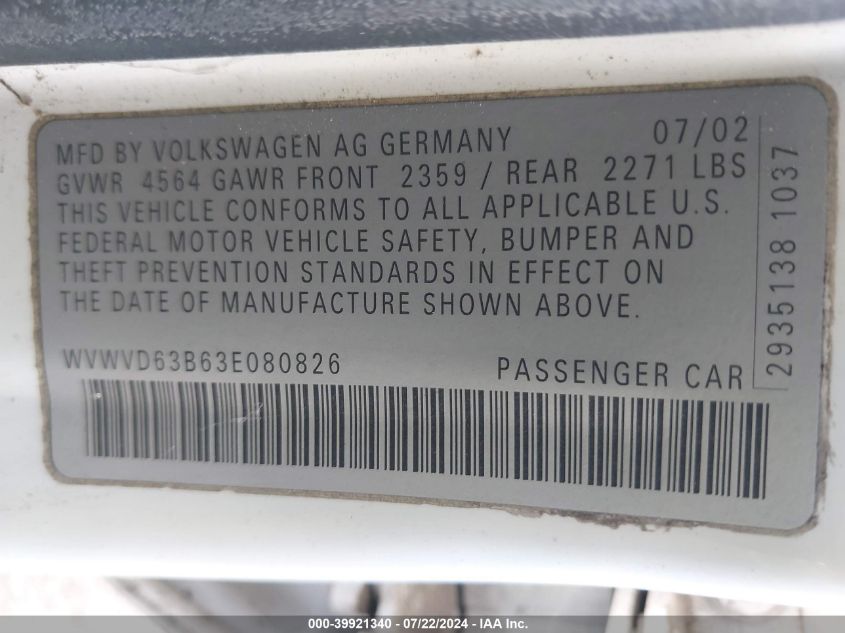 MFD BY VOLKSWAGEN AG GERMANY 07/02
GVWR 4564 GAWR FRONT 2359 / REAR 2271 LBS
THIS VEHICLE CONFORMS TO ALL APPLICABLE U.S.
FEDERAL MOTOR VEHICLE SAFETY, BUMPER AND
THEFT PREVENTION STANDARDS IN EFFECT ON
THE DATE OF MANUFACTURE SHOWN ABOVE.
WVWVD63B63E080826 PASSENGER CAR
2935138 1037
000-39921340 - 07/22/2024 - IAA Inc.